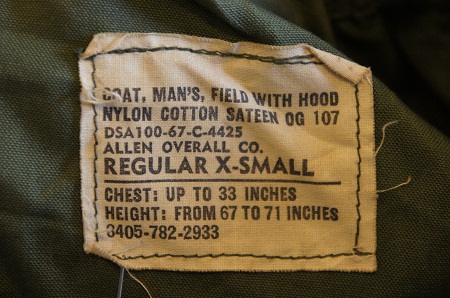 COAT, MAN'S, FIELD WITH HOOD
NYLON COTTON SATEEN OG 107
DSA100-67-C-4425
ALLEN OVERALL CO.
REGULAR X-SMALL
CHEST: UP TO 33 INCHES
HEIGHT: FROM 67 TO 71 INCHES
3405-782-2933